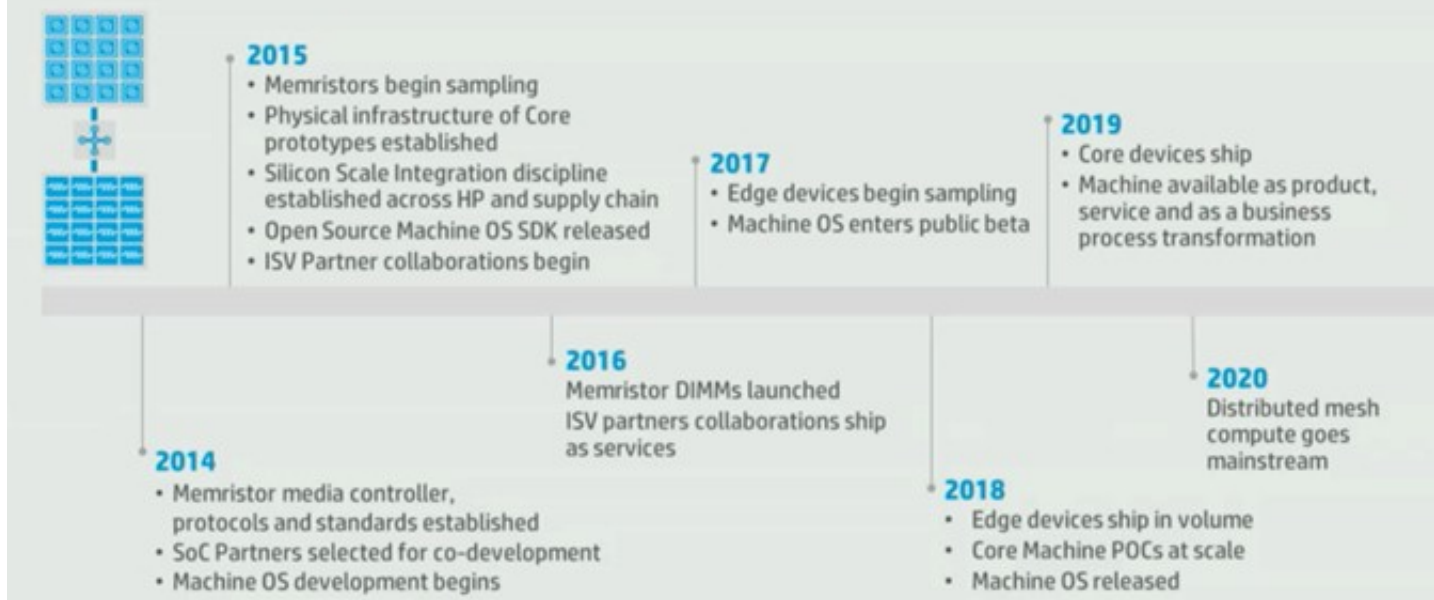 2015
• Memristors begin sampling
• Physical infrastructure of Core
prototypes established
• Silicon Scale Integration discipline
established across HP and supply chain
• Open Source Machine OS SDK released
• ISV Partner collaborations begin
2017
• Edge devices begin sampling
• Machine OS enters public beta
2019
• Core devices ship
• Machine available as product,
service and as a business
process transformation
2014
• Memristor media controller,
protocols and standards established
• SoC Partners selected for co-development
• Machine OS development begins
2016
Memristor DIMMs launched
ISV partners collaborations ship
as services
2018
• Edge devices ship in volume
• Core Machine POCs at scale
• Machine OS released
2020
Distributed mesh
compute goes
mainstream